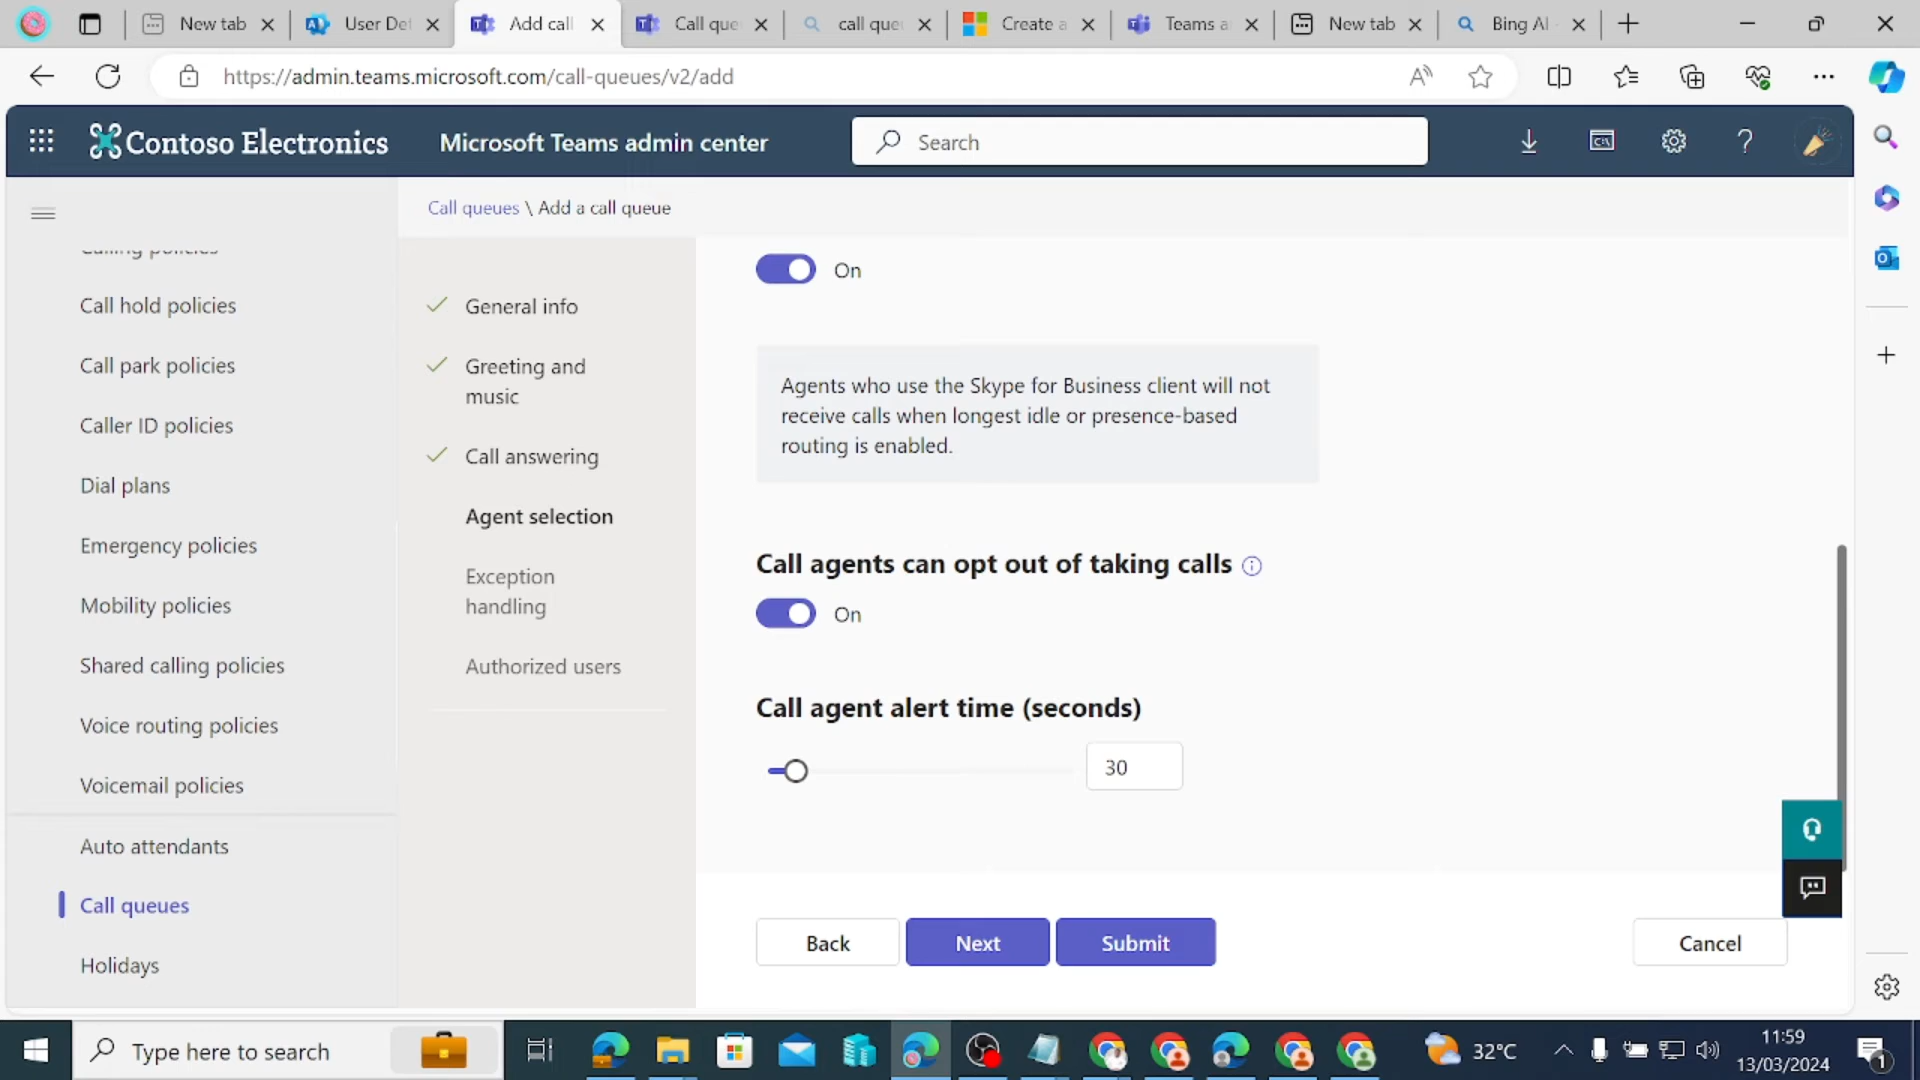 New tab
User Det
Add call
Call que
call que
Create a
Teams a
New tab
Bing AI -
https://admin.teams.microsoft.com/call-queues/v2/add
Contoso Electronics
Microsoft Teams admin center
Search
Calling policies
Call hold policies
Call park policies
Caller ID policies
Dial plans
Emergency policies
Mobility policies
Shared calling policies
Voice routing policies
Voicemail policies
Auto attendants
Call queues
Holidays
Call queues \ Add a call queue
General info
Greeting and
music
Call answering
Agent selection
Exception
handling
Authorized users
On
Agents who use the Skype for Business client will not
receive calls when longest idle or presence-based
routing is enabled.
Call agents can opt out of taking calls
On
Call agent alert time (seconds)
30
Back
Next
Submit
Cancel
Type here to search
32°C
11:59
13/03/2024
1